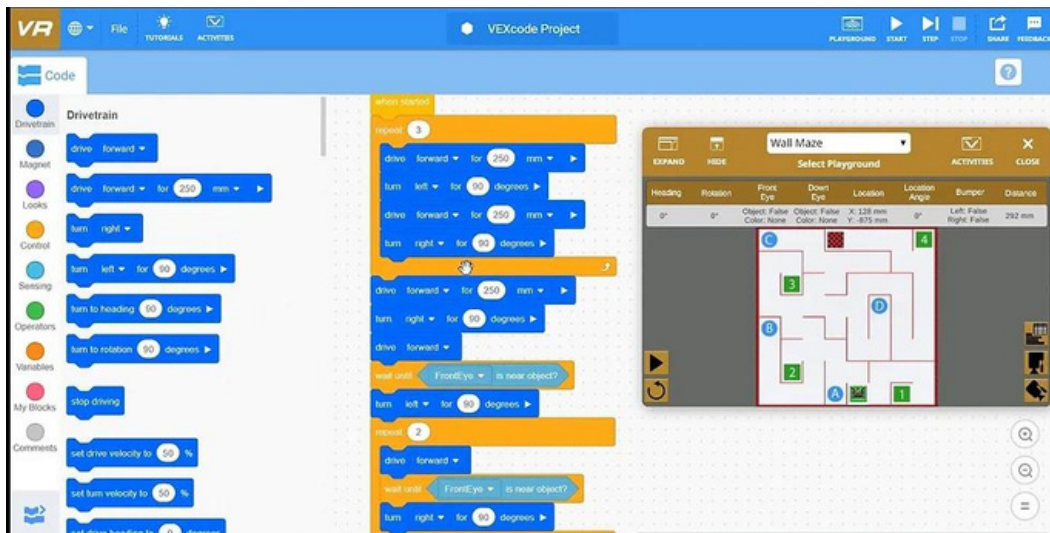 VR
File
TUTORIALS
ACTIVITIES
VEXcode Project
PLAYGROUND
START
STEP
STOP
SHARE
FEEDBACK
Code
?
Drivetrain
Magnet
Looks
Control
Sensing
Operators
Variables
My Blocks
Comments
Drivetrain
drive forward
drive forward for 250 mm
turn right
turn left for 90 degrees
turn to heading 90 degrees
turn to rotation 90 degrees
stop driving
set drive velocity to 50 %
set turn velocity to 50 %
set drive heading to 0 degrees
when started
repeat 3
drive forward for 250 mm
turn left for 90 degrees
drive forward for 250 mm
turn right for 90 degrees
drive forward for 250 mm
turn right for 90 degrees
drive forward
wait until FrontEye is near object?
turn left for 90 degrees
repeat 2
drive forward
wait until FrontEye is near object?
turn right for 90 degrees
EXPAND
HIDE
Wall Maze
Select Playground
ACTIVITIES
CLOSE
Heading Rotation Front Eye Down Eye Location Location Angle Bumper Distance
0° 0° Object: False Color: None Object: False Color: None X: 128 mm Y: -875 mm 0° Left: False Right: False 292 mm
C 4
3
D
B
2
A 1